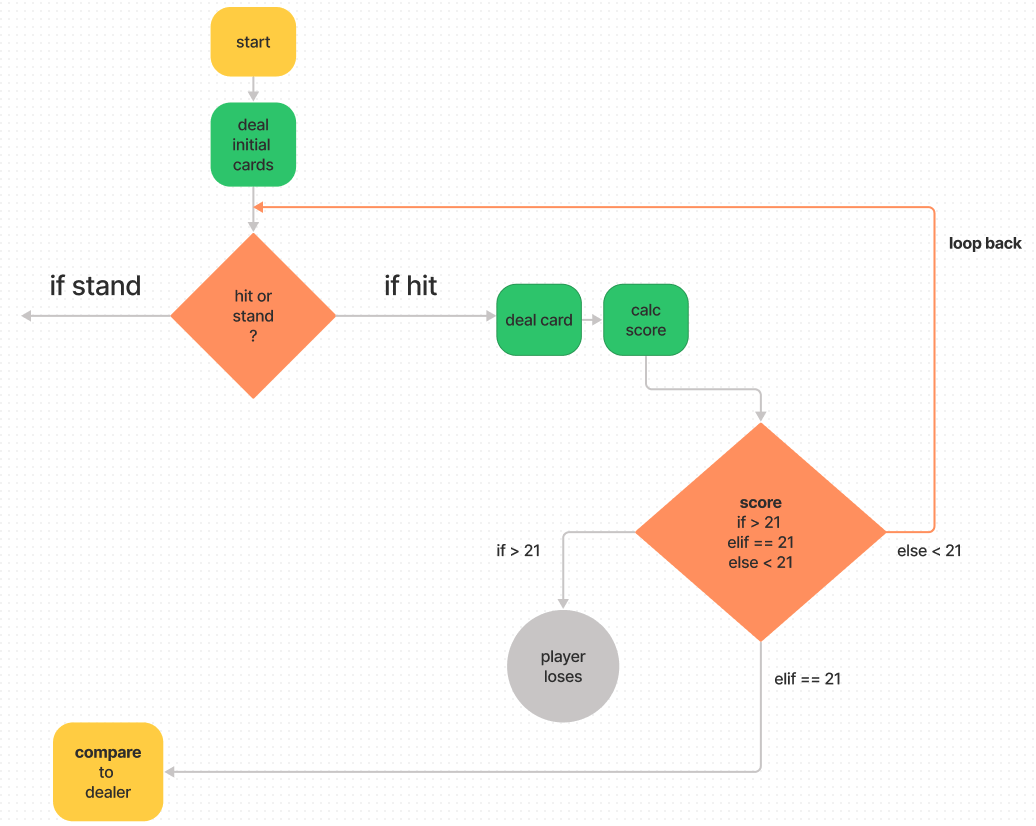 start
deal
initial
cards
loop back
if stand
hit or
stand
?
if hit
deal card
calc
score
score
if > 21
elif == 21
else < 21
if > 21
else < 21
player
loses
elif == 21
compare
to
dealer